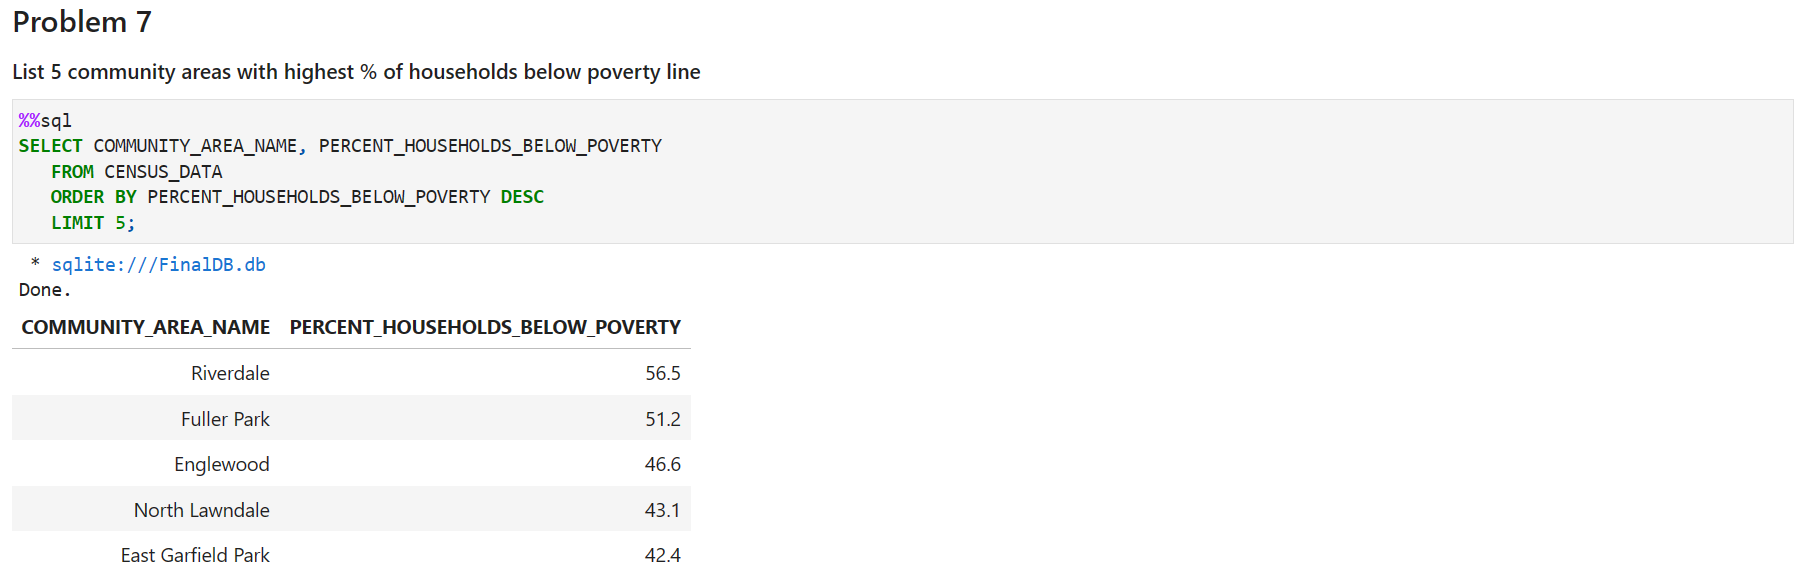 Problem 7
List 5 community areas with highest % of households below poverty line
%%sql
SELECT COMMUNITY_AREA_NAME, PERCENT_HOUSEHOLDS_BELOW_POVERTY
FROM CENSUS_DATA
ORDER BY PERCENT_HOUSEHOLDS_BELOW_POVERTY DESC
LIMIT 5;
* sqlite:///FinalDB.db
Done.
COMMUNITY_AREA_NAME PERCENT_HOUSEHOLDS_BELOW_POVERTY
Riverdale 56.5
Fuller Park 51.2
Englewood 46.6
North Lawndale 43.1
East Garfield Park 42.4